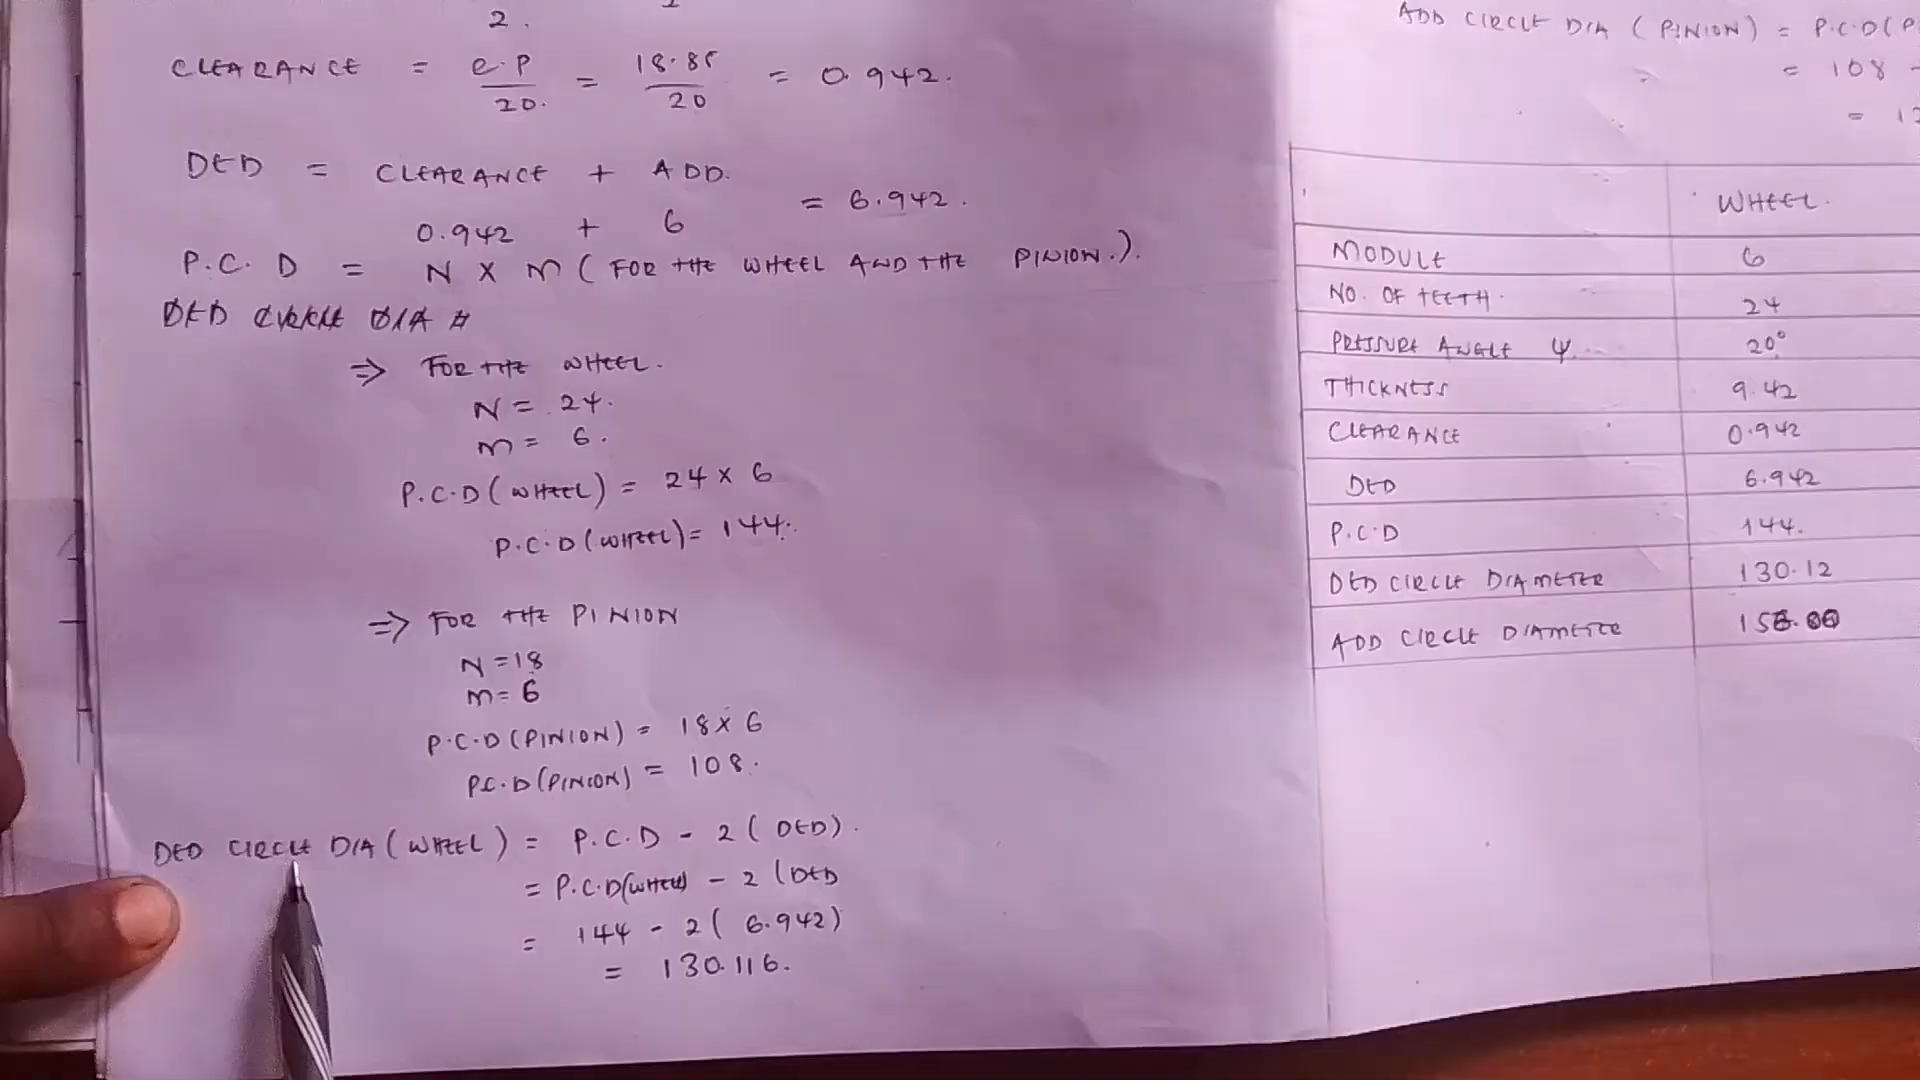 2.
CLEARANCE = c.p/20. = 18.85/20 = 0.942.
DED = CLEARANCE + ADD.
0.942 + 6 = 6.942.
P.C.D = N X m (FOR THE WHEEL AND THE PINION.).
DED CIRCLE DIA =
⇒ FOR THE WHEEL.
N = 24.
m = 6.
P.C.D (WHEEL) = 24 x 6
P.C.D (WHEEL) = 144.
⇒ FOR THE PINION
N = 18
m = 6
P.C.D (PINION) = 18 x 6
P.C.D (PINION) = 108.
DED CIRCLE DIA (WHEEL) = P.C.D - 2 (DED).
= P.C.D(WHEEL) - 2 (DED
= 144 - 2 ( 6.942)
= 130.116.
ADD CIRCLE DIA (PINION) = P.C.D (P
= 108
=
WHEEL.
MODULE 6
NO. OF TEETH. 24
PRESSURE ANGLE Ψ 20°
THICKNESS 9.42
CLEARANCE 0.942
DED 6.942
P.C.D 144.
DED CIRCLE DIAMETER 130.12
ADD CIRCLE DIAMETER 156.00